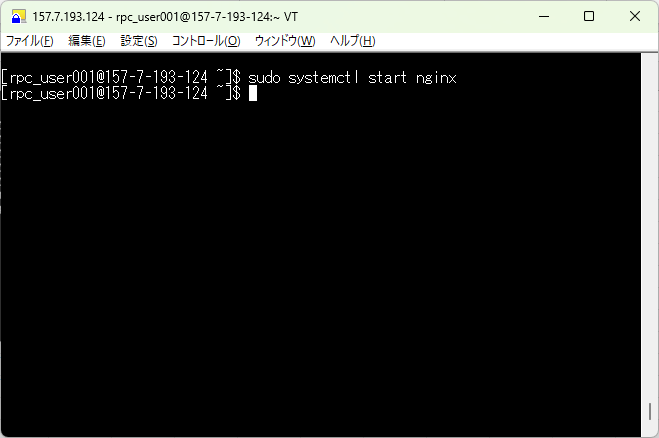 157.7.193.124 - rpc_user001@157-7-193-124:~ VT
ファイル(F) 編集(E) 設定(S) コントロール(O) ウィンドウ(W) ヘルプ(H)
[rpc_user001@157-7-193-124 ~]$ sudo systemctl start nginx
[rpc_user001@157-7-193-124 ~]$